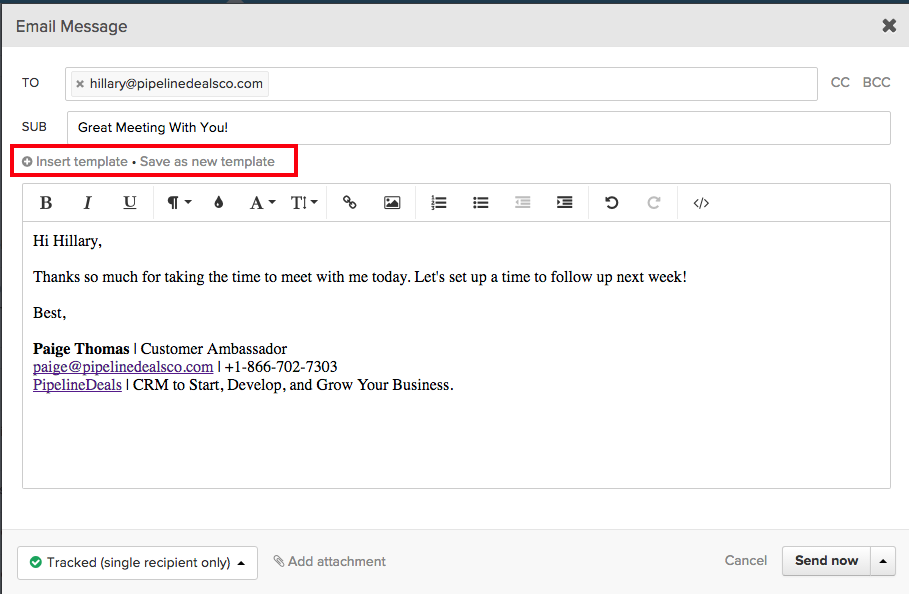 Email Message
TO
hillary@pipelinedealsco.com
CC BCC
SUB Great Meeting With You!
Insert template • Save as new template
B I U ¶ A T! </>
Hi Hillary,
Thanks so much for taking the time to meet with me today. Let's set up a time to follow up next week!
Best,
Paige Thomas | Customer Ambassador
paige@pipelinedealsco.com | +1-866-702-7303
PipelineDeals | CRM to Start, Develop, and Grow Your Business.
Tracked (single recipient only) Add attachment Cancel Send now